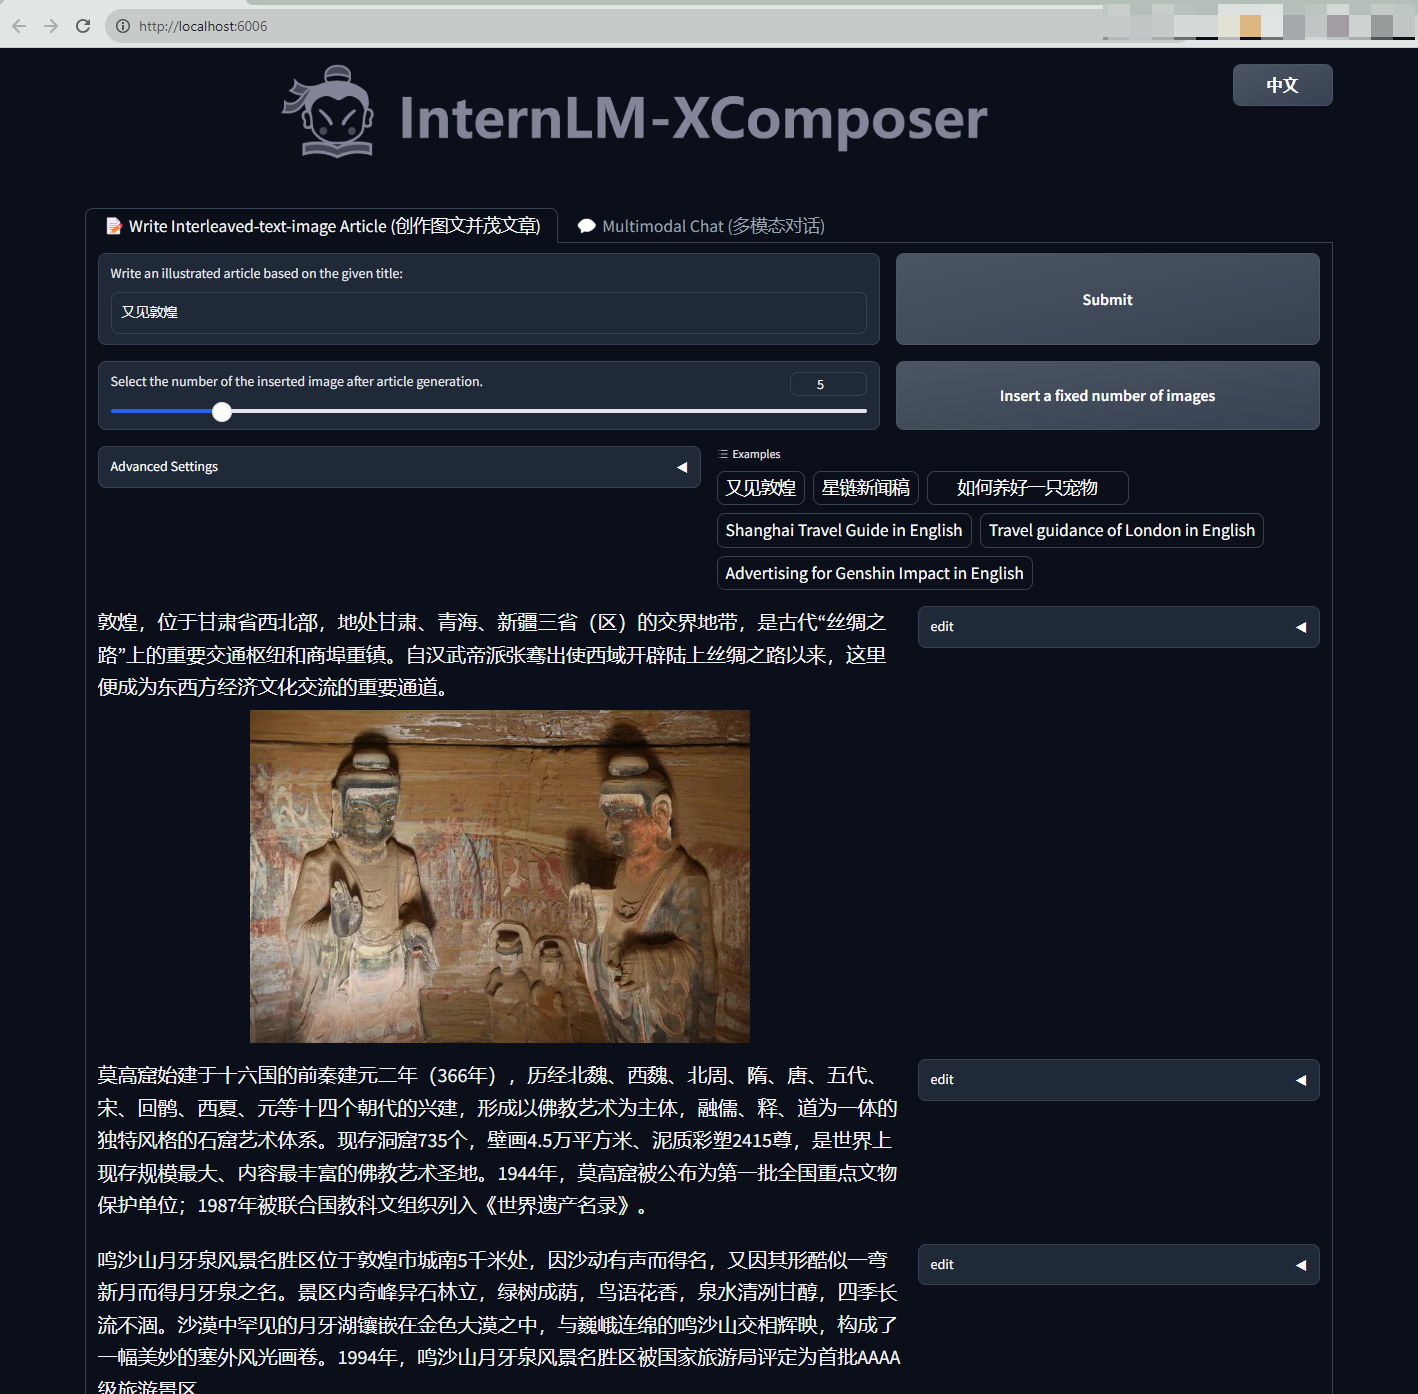 http://localhost:6006
中文
InternLM-XComposer
Write Interleaved-text-image Article (创作图文并茂文章)
Multimodal Chat (多模态对话)
Write an illustrated article based on the given title:
又见敦煌
Submit
Select the number of the inserted image after article generation.
5
Insert a fixed number of images
Advanced Settings
Examples
又见敦煌
星链新闻稿
如何养好一只宠物
Shanghai Travel Guide in English
Travel guidance of London in English
Advertising for Genshin Impact in English
敦煌，位于甘肃省西北部，地处甘肃、青海、新疆三省（区）的交界地带，是古代“丝绸之
路”上的重要交通枢纽和商埠重镇。自汉武帝派张骞出使西域开辟陆上丝绸之路以来，这里
便成为东西方经济文化交流的重要通道。
edit
莫高窟始建于十六国的前秦建元二年（366年），历经北魏、西魏、北周、隋、唐、五代、
宋、回鹘、西夏、元等十四个朝代的兴建，形成以佛教艺术为主体，融儒、释、道为一体的
独特风格的石窟艺术体系。现存洞窟735个，壁画4.5万平方米、泥质彩塑2415尊，是世界上
现存规模最大、内容最丰富的佛教艺术圣地。1944年，莫高窟被公布为第一批全国重点文物
保护单位；1987年被联合国教科文组织列入《世界遗产名录》。
edit
鸣沙山月牙泉风景名胜区位于敦煌市城南5千米处，因沙动有声而得名，又因其形酷似一弯
新月而得月牙泉之名。景区内奇峰异石林立，绿树成荫，鸟语花香，泉水清冽甘醇，四季长
流不涸。沙漠中罕见的月牙湖镶嵌在金色大漠之中，与巍峨连绵的鸣沙山交相辉映，构成了
一幅美妙的塞外风光画卷。1994年，鸣沙山月牙泉风景名胜区被国家旅游局评定为首批AAAA
级旅游景区
edit